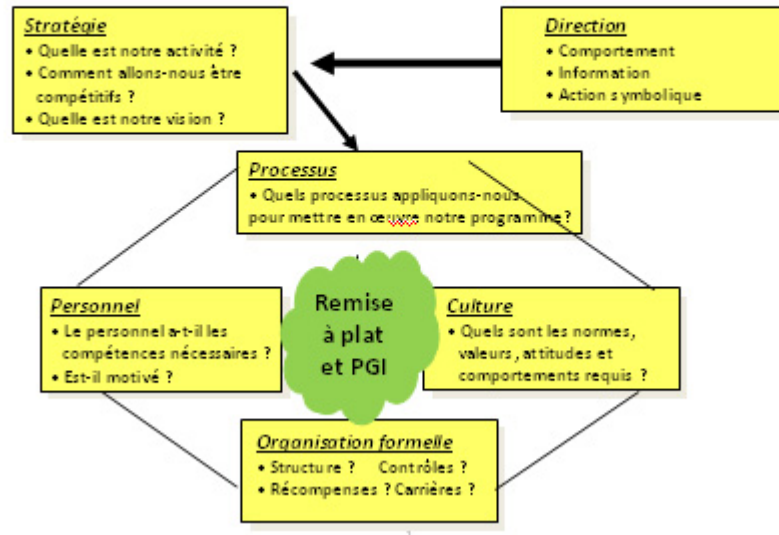 Stratégie
• Quelle est notre activité ?
• Comment allons-nous être
compétitifs ?
• Quelle est notre vision ?
Direction
• Comportement
• Information
• Action symbolique
Processus
• Quels processus appliquons-nous
pour mettre en œuvre notre programme ?
Personnel
• Le personnel a-t-il les
compétences nécessaires ?
• Est-il motivé ?
Remise
à plat
et PGI
Culture
• Quels sont les normes,
valeurs, attitudes et
comportements requis ?
Organisation formelle
• Structure ? Contrôles ?
• Récompenses ? Carrières ?